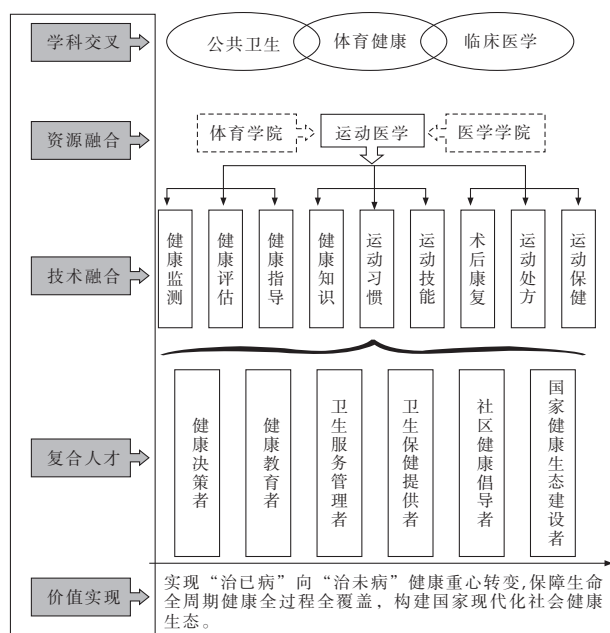 学科交叉
公共卫生
体育健康
临床医学
资源融合
体育学院
运动医学
医学学院
技术融合
健康监测
健康评估
健康指导
健康知识
运动习惯
运动技能
术后康复
运动处方
运动保健
复合人才
健康决策者
健康教育者
卫生服务管理者
卫生保健提供者
社区健康倡导者
国家健康生态建设者
价值实现
实现“治已病”向“治未病”健康重心转变,保障生命
全周期健康全过程全覆盖，构建国家现代化社会健康
生态。